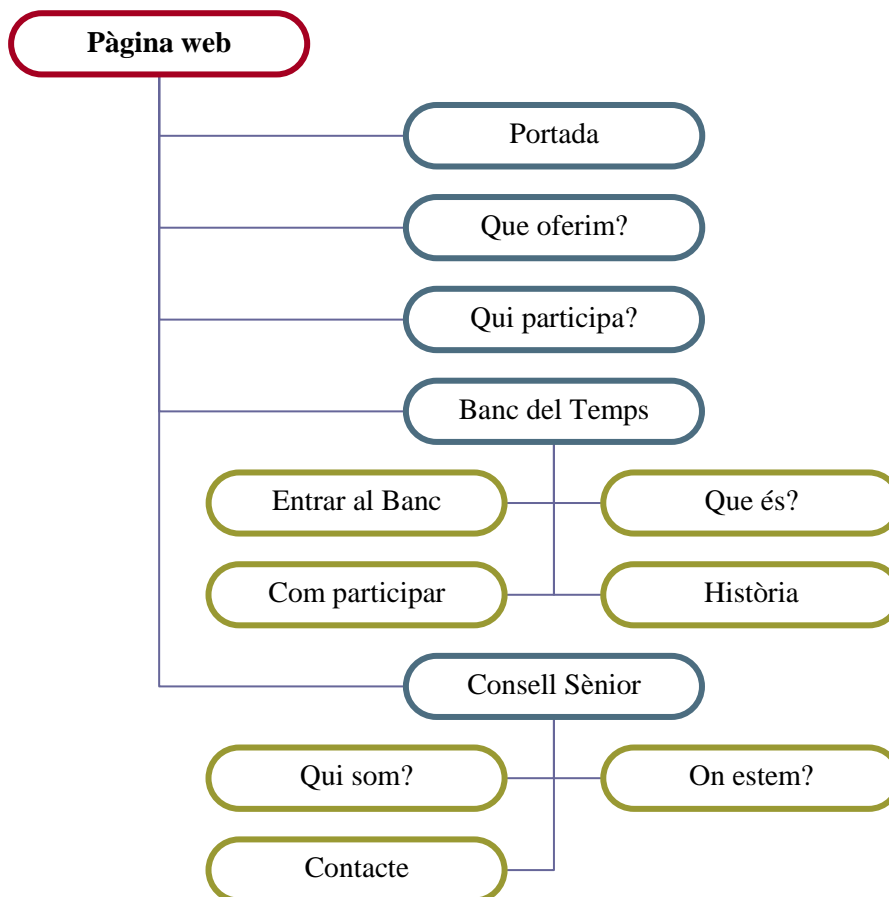 Pàgina web
Portada
Que oferim?
Qui participa?
Banc del Temps
Entrar al Banc
Que és?
Com participar
Història
Consell Sènior
Qui som?
On estem?
Contacte